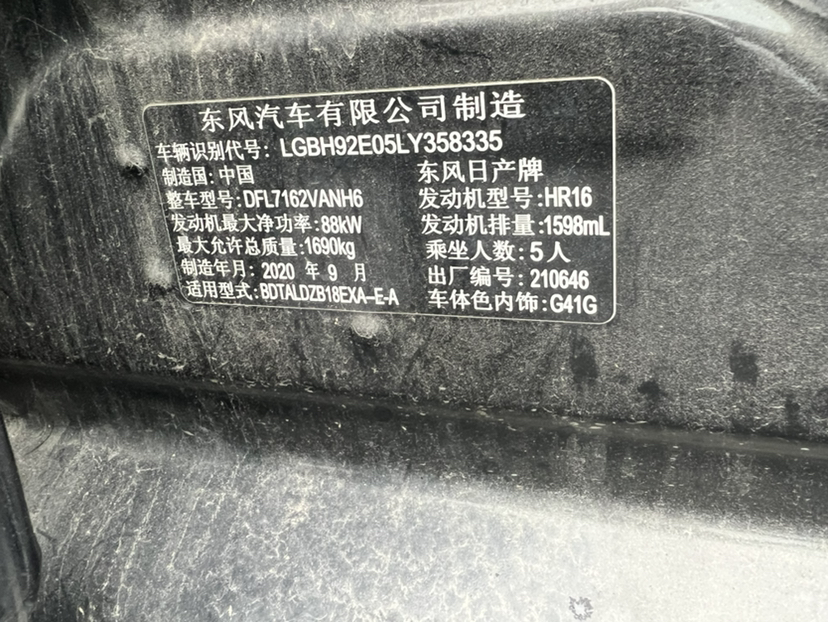 东风汽车有限公司制造
车辆识别代号: LGBH92E05LY358335
制造国: 中国 东风日产牌
整车型号:DFL7162VANH6 发动机型号:HR16
发动机最大净功率:88kW 发动机排量:1598mL
最大允许总质量:1690kg 乘坐人数:5人
制造年月: 2020 年 9 月 出厂编号: 210646
适用型式:BDTALDZB18EXA-E-A 车体色内饰:G41G